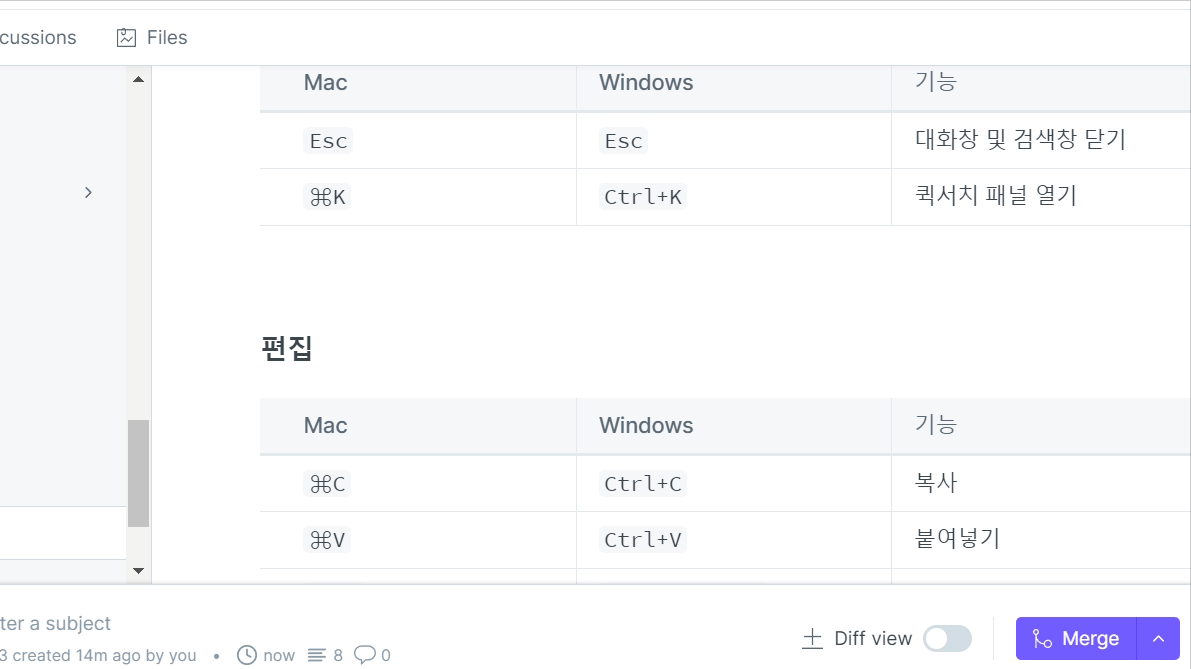 cussions Files
Mac Windows 기능
Esc Esc 대화창 및 검색창 닫기
⌘K Ctrl+K 퀵서치 패널 열기
편집
Mac Windows 기능
⌘C Ctrl+C 복사
⌘V Ctrl+V 붙여넣기
ter a subject
3 created 14m ago by you • now 8 0
Diff view Merge